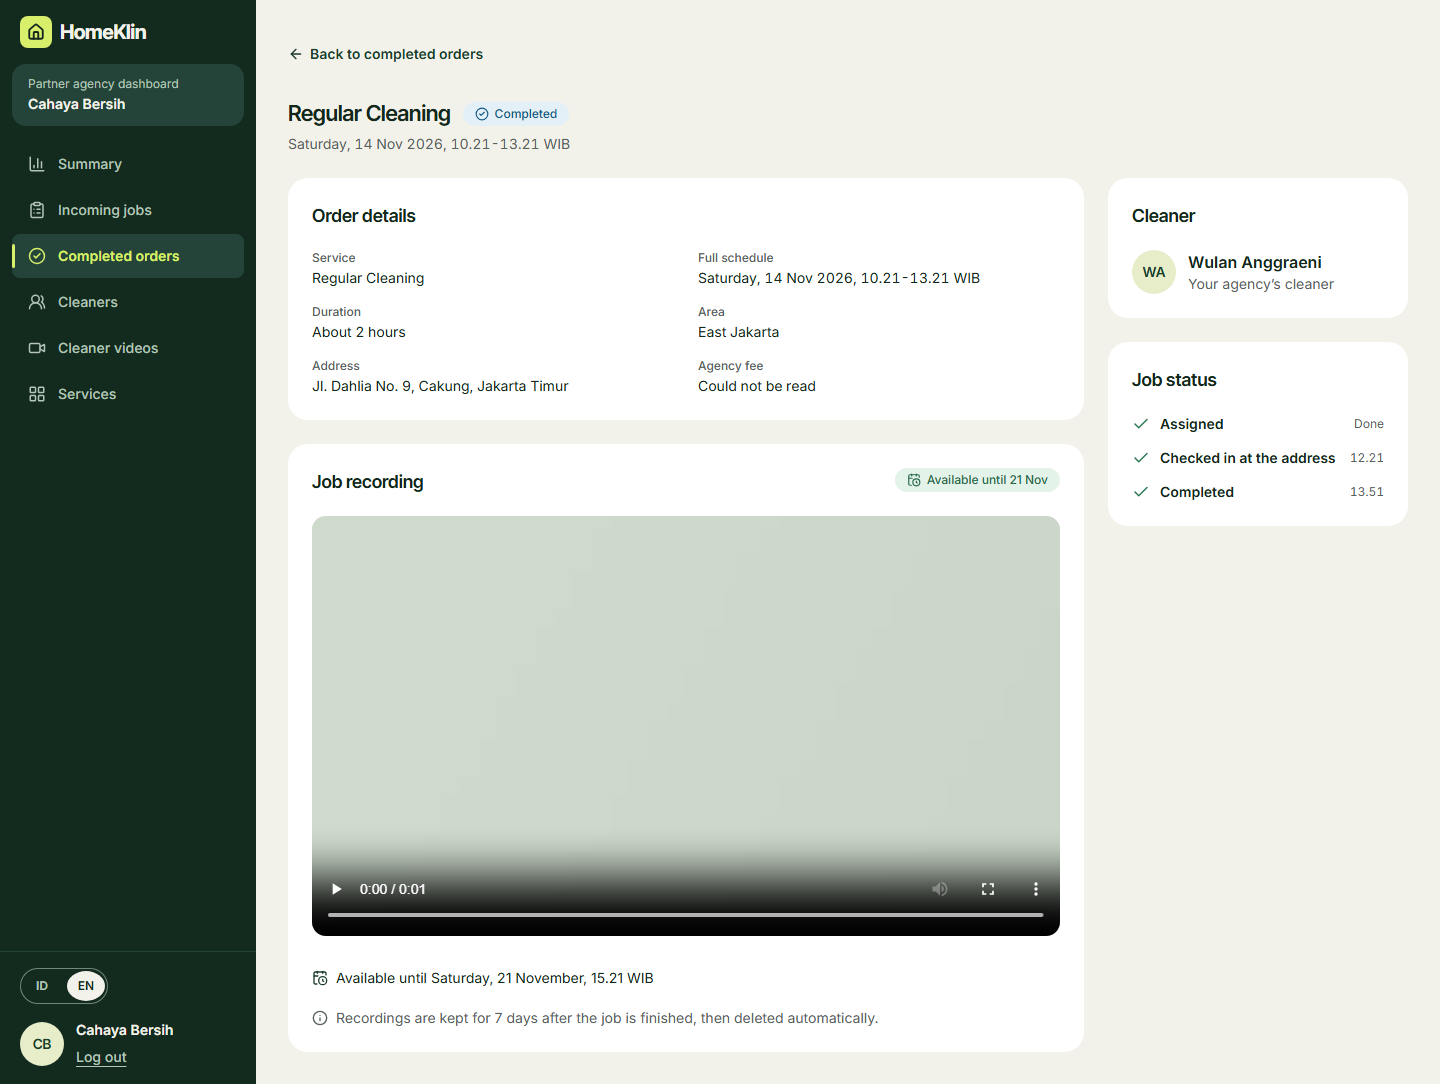 HomeKlin
Partner agency dashboard
Cahaya Bersih
Summary
Incoming jobs
Completed orders
Cleaners
Cleaner videos
Services
ID EN
CB
Cahaya Bersih
Log out
Back to completed orders
Regular Cleaning
Completed
Saturday, 14 Nov 2026, 10.21-13.21 WIB
Order details
Service
Regular Cleaning
Full schedule
Saturday, 14 Nov 2026, 10.21-13.21 WIB
Duration
About 2 hours
Area
East Jakarta
Address
Jl. Dahlia No. 9, Cakung, Jakarta Timur
Agency fee
Could not be read
Job recording
Available until 21 Nov
0:00 / 0:01
Available until Saturday, 21 November, 15.21 WIB
Recordings are kept for 7 days after the job is finished, then deleted automatically.
Cleaner
WA
Wulan Anggraeni
Your agency’s cleaner
Job status
Assigned Done
Checked in at the address 12.21
Completed 13.51